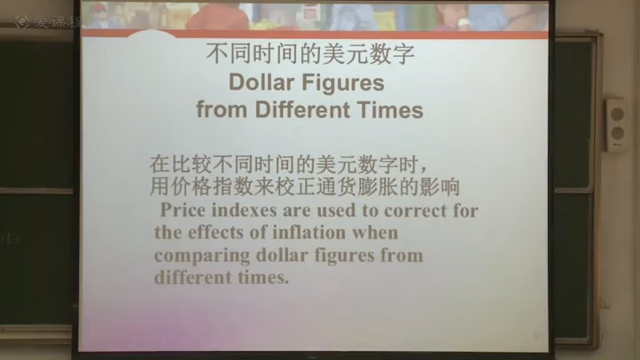 爱课程
不同时间的美元数字
Dollar Figures
from Different Times
在比较不同时间的美元数字时，
用价格指数来校正通货膨胀的影响
Price indexes are used to correct for
the effects of inflation when
comparing dollar figures from
different times.